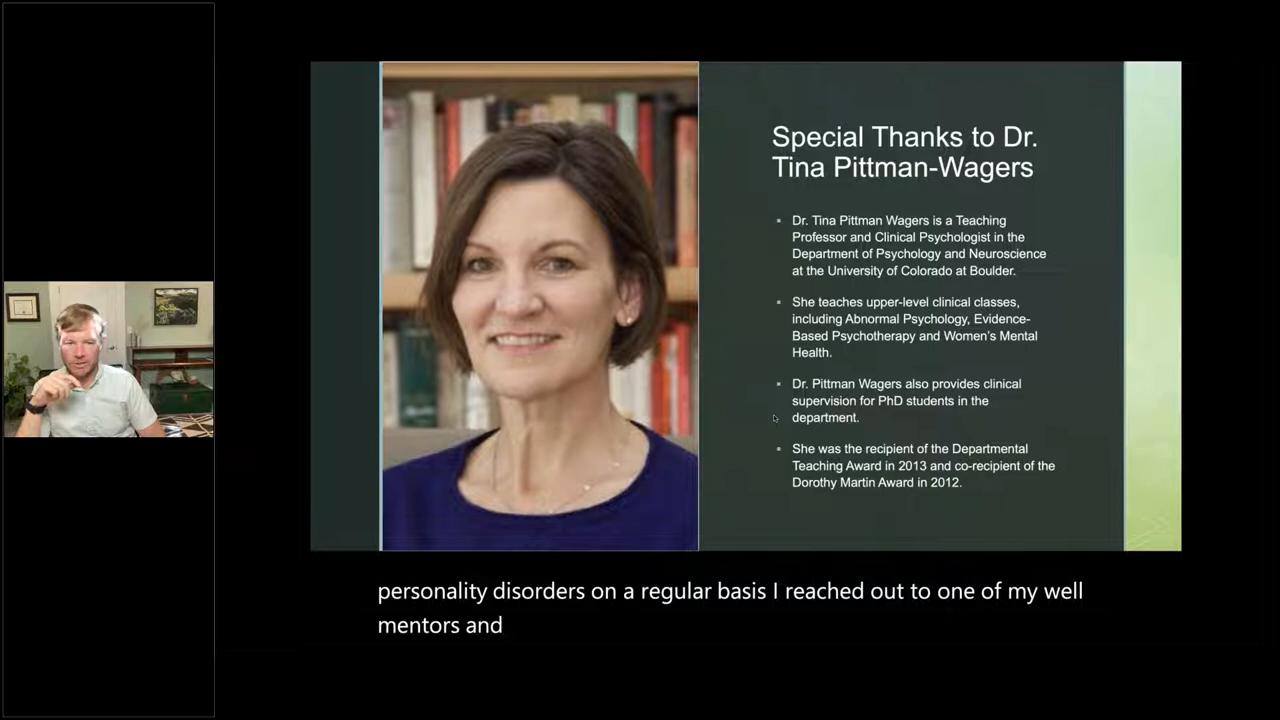 Special Thanks to Dr.
Tina Pittman-Wagers
▪ Dr. Tina Pittman Wagers is a Teaching
Professor and Clinical Psychologist in the
Department of Psychology and Neuroscience
at the University of Colorado at Boulder.
▪ She teaches upper-level clinical classes,
including Abnormal Psychology, Evidence-
Based Psychotherapy and Women's Mental
Health.
▪ Dr. Pittman Wagers also provides clinical
supervision for PhD students in the
department.
▪ She was the recipient of the Departmental
Teaching Award in 2013 and co-recipient of the
Dorothy Martin Award in 2012.
personality disorders on a regular basis I reached out to one of my well
mentors and